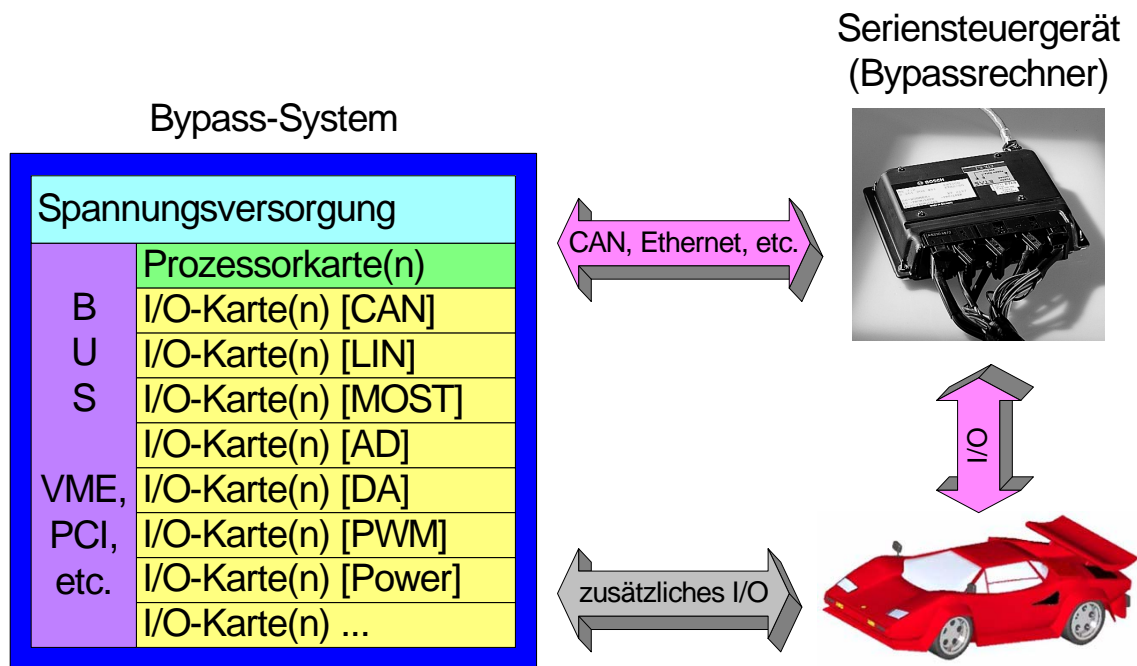 Seriensteuergerät
(Bypassrechner)
Bypass-System
Spannungsversorgung
B
U
S
VME,
PCI,
etc.
Prozessorkarte(n)
I/O-Karte(n) [CAN]
I/O-Karte(n) [LIN]
I/O-Karte(n) [MOST]
I/O-Karte(n) [AD]
I/O-Karte(n) [DA]
I/O-Karte(n) [PWM]
I/O-Karte(n) [Power]
I/O-Karte(n) ...
CAN, Ethernet, etc.
BOSCH
I/O
zusätzliches I/O